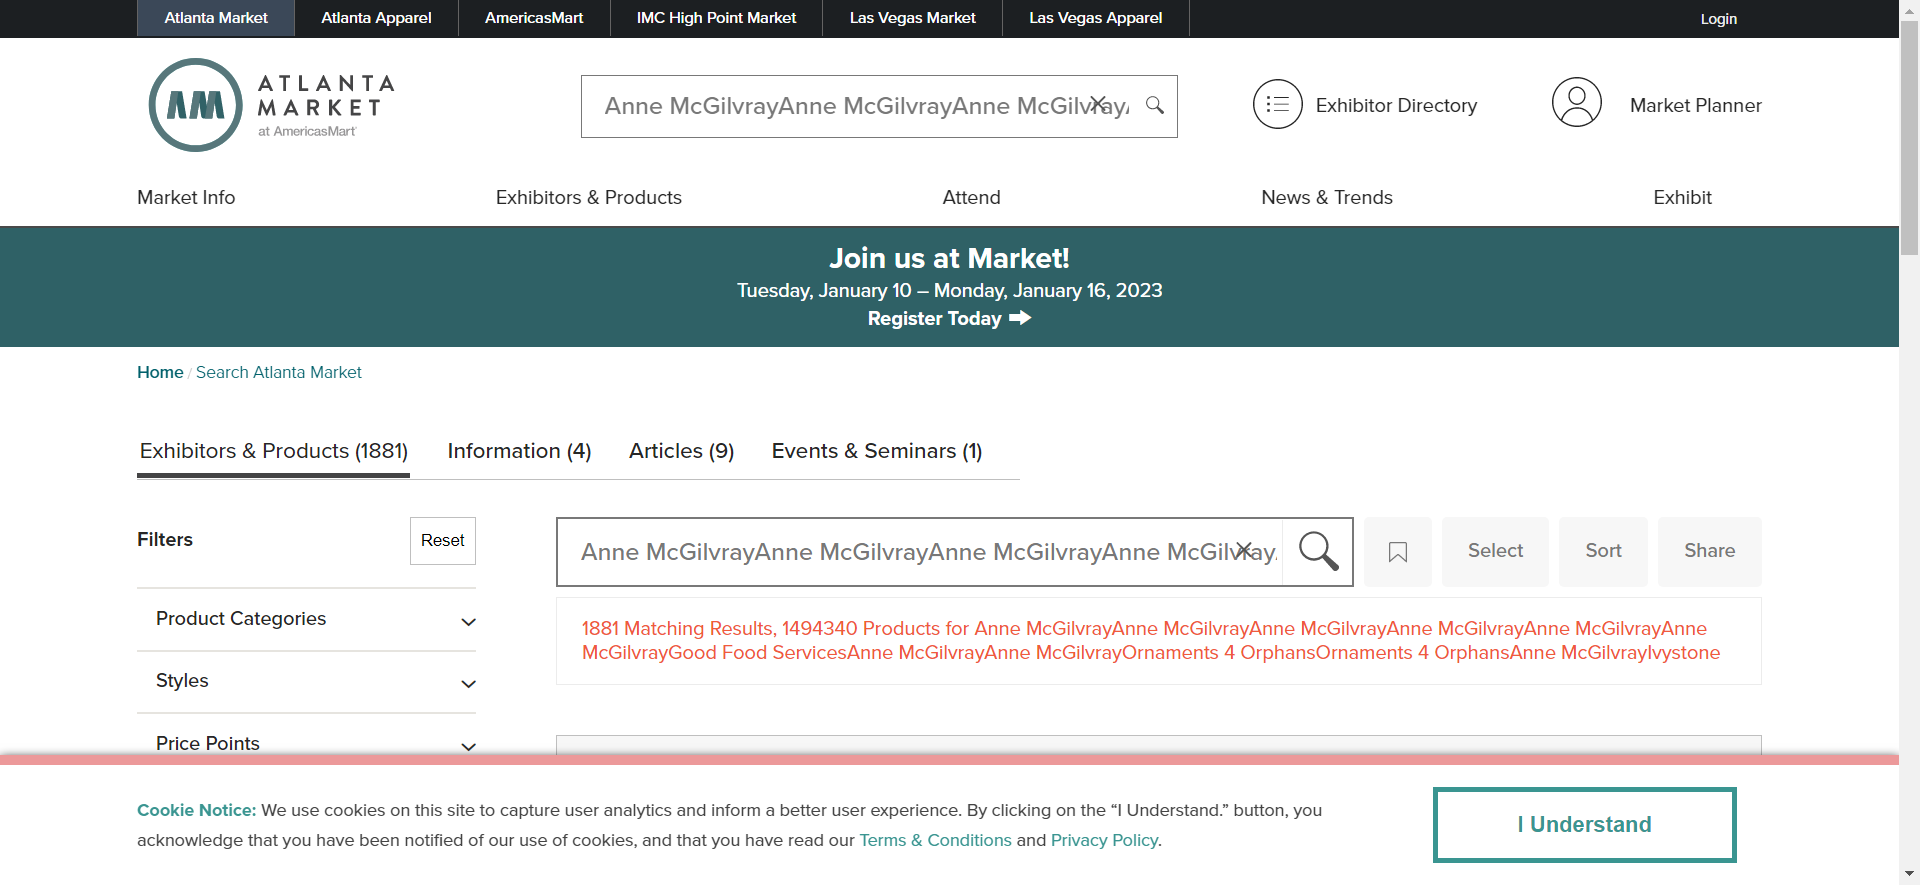 Atlanta Market
Atlanta Apparel
AmericasMart
IMC High Point Market
Las Vegas Market
Las Vegas Apparel
Login
ATLANTA
MARKET
at AmericasMart
Anne McGilvrayAnne McGilvrayAnne McGilvray
Exhibitor Directory
Market Planner
Market Info
Exhibitors & Products
Attend
News & Trends
Exhibit
Join us at Market!
Tuesday, January 10 – Monday, January 16, 2023
Register Today
Home / Search Atlanta Market
Exhibitors & Products (1881)
Information (4)
Articles (9)
Events & Seminars (1)
Filters
Reset
Anne McGilvrayAnne McGilvrayAnne McGilvrayAnne McGilvray
Select
Sort
Share
Product Categories
Styles
Price Points
1881 Matching Results, 1494340 Products for Anne McGilvrayAnne McGilvrayAnne McGilvrayAnne McGilvrayAnne McGilvrayAnne
McGilvrayGood Food ServicesAnne McGilvrayAnne McGilvrayOrnaments 4 OrphansOrnaments 4 OrphansAnne McGilvrayIvystone
Cookie Notice: We use cookies on this site to capture user analytics and inform a better user experience. By clicking on the “I Understand.” button, you
acknowledge that you have been notified of our use of cookies, and that you have read our Terms & Conditions and Privacy Policy.
I Understand